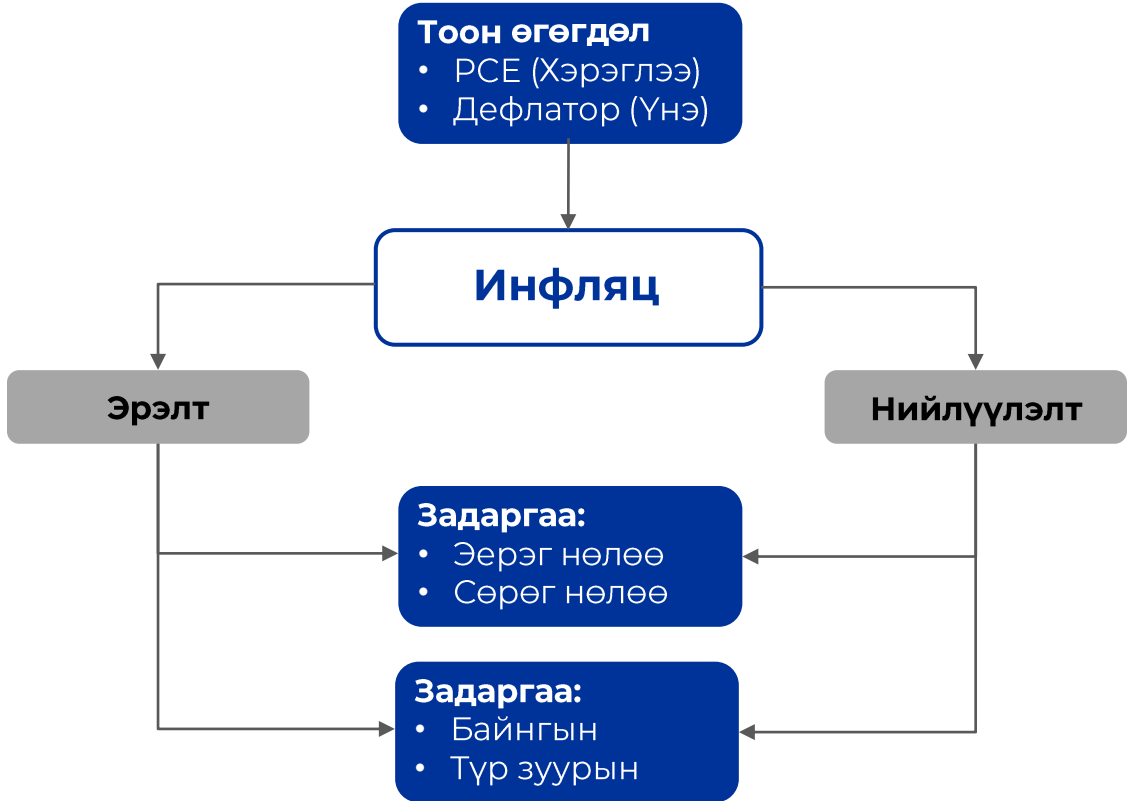 Тоон өгөгдөл
• PCE (Хэрэглээ)
• Дефлатор (Үнэ)
Инфляц
Эрэлт
Нийлүүлэлт
Задаргаа:
• Эерэг нөлөө
• Сөрөг нөлөө
Задаргаа:
• Байнгын
• Түр зуурын